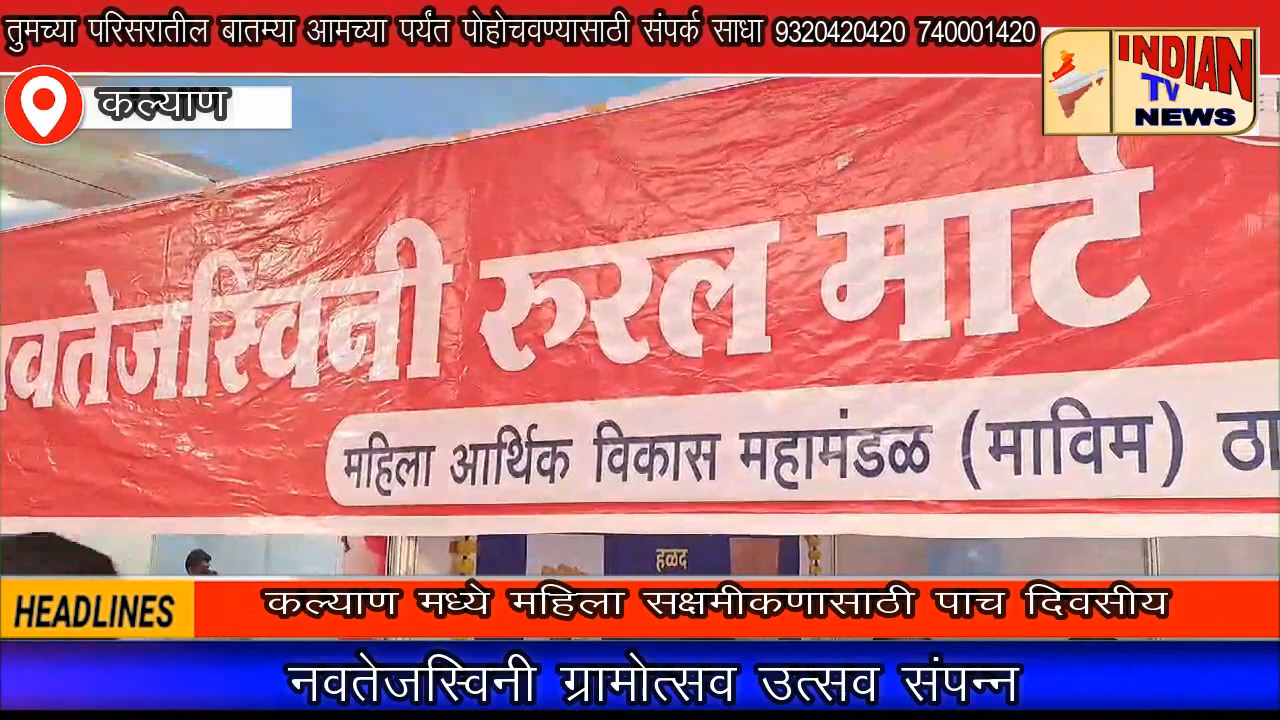 तुमच्या परिसरातील बातम्या आमच्या पर्यंत पोहोचवण्यासाठी संपर्क साधा 9320420420 740001420
INDIAN
TV
NEWS
कल्याण
नवतेजस्विनी रुरल मार्ट
महिला आर्थिक विकास महामंडळ (माविम) ठा
हळद
HEADLINES
कल्याण मध्ये महिला सक्षमीकणासाठी पाच दिवसीय
नवतेजस्विनी ग्रामोत्सव उत्सव संपन्न